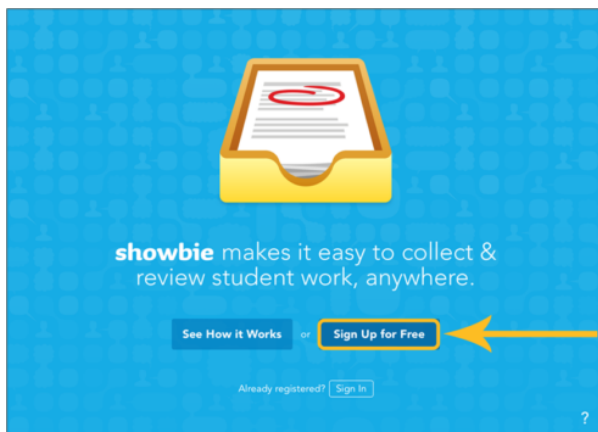 showbie makes it easy to collect &
review student work, anywhere.
See How it Works or Sign Up for Free
Already registered? Sign In
?